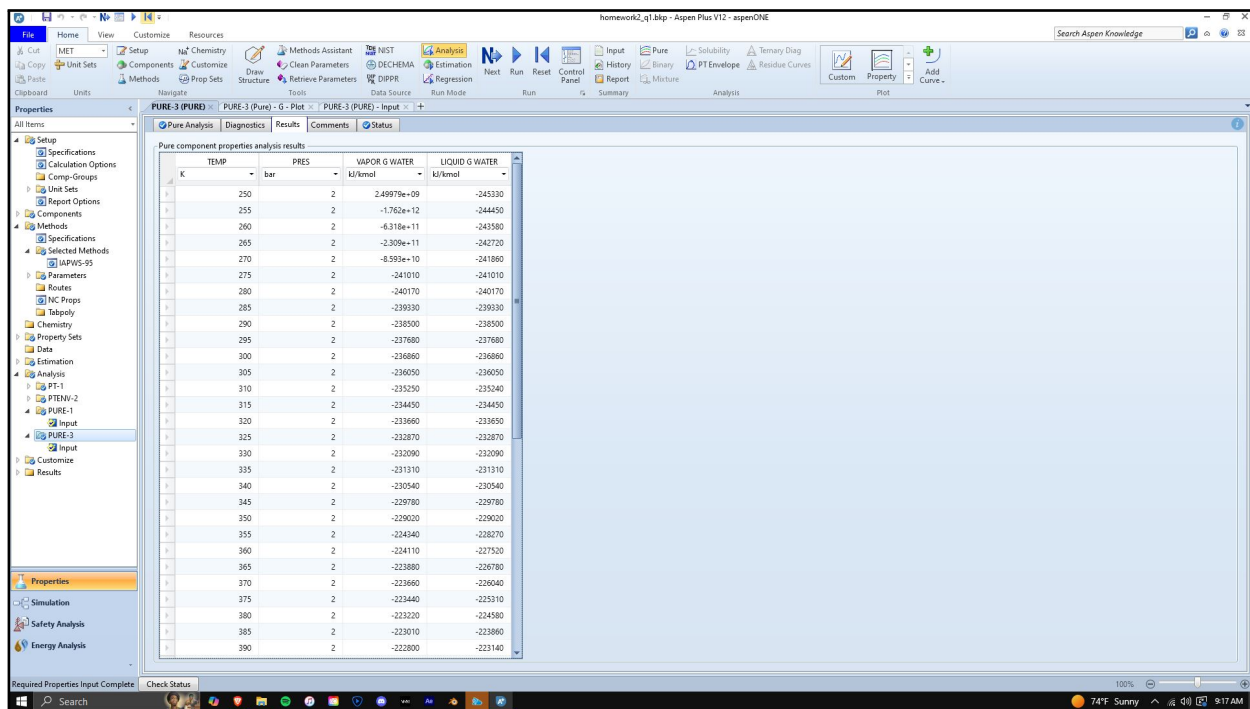 homework2_q1.bkp - Aspen Plus V12 - aspenONE
File Home View Customize Resources Search Aspen Knowledge
Cut MET Setup Na⁺ Chemistry Methods Assistant NIST Analysis Input Pure Solubility Ternary Diag
Copy Unit Sets Components Customize Clean Parameters DECHEMA Estimation History Binary PT Envelope Residue Curves
Paste Methods Prop Sets Draw Structure Retrieve Parameters DIPPR Regression Next Run Reset Control Panel Report Mixture Custom Property Add Curve
Clipboard Units Navigate Tools Data Source Run Mode Run Summary Analysis Plot
Properties PURE-3 (PURE) PURE-3 (Pure) - G - Plot PURE-3 (PURE) - Input +
All Items
Setup
Specifications
Calculation Options
Comp-Groups
Unit Sets
Report Options
Components
Methods
Specifications
Selected Methods
IAPWS-95
Parameters
Routes
NC Props
Tabpoly
Chemistry
Property Sets
Data
Estimation
Analysis
PT-1
PTENV-2
PURE-1
Input
PURE-3
Input
Customize
Results
Properties
Simulation
Safety Analysis
Energy Analysis
Pure Analysis Diagnostics Results Comments Status
Pure component properties analysis results
TEMP PRES VAPOR G WATER LIQUID G WATER
K bar kJ/kmol kJ/kmol
250 2 2.49979e+09 -245330
255 2 -1.762e+12 -244450
260 2 -6.318e+11 -243580
265 2 -2.309e+11 -242720
270 2 -8.593e+10 -241860
275 2 -241010 -241010
280 2 -240170 -240170
285 2 -239330 -239330
290 2 -238500 -238500
295 2 -237680 -237680
300 2 -236860 -236860
305 2 -236050 -236050
310 2 -235250 -235240
315 2 -234450 -234450
320 2 -233660 -233650
325 2 -232870 -232870
330 2 -232090 -232090
335 2 -231310 -231310
340 2 -230540 -230540
345 2 -229780 -229780
350 2 -229020 -229020
355 2 -224340 -228270
360 2 -224110 -227520
365 2 -223880 -226780
370 2 -223660 -226040
375 2 -223440 -225310
380 2 -223220 -224580
385 2 -223010 -223860
390 2 -222800 -223140
Required Properties Input Complete Check Status 100%
Search 74°F Sunny 9:17 AM